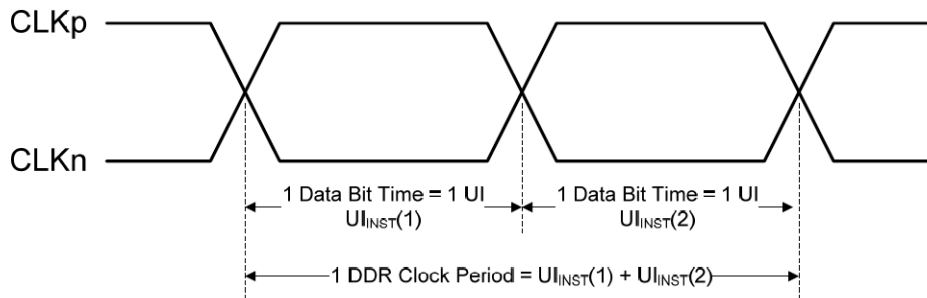 CLKp
CLKn
1 Data Bit Time = 1 UI
UI_INST(1)
1 Data Bit Time = 1 UI
UI_INST(2)
1 DDR Clock Period = UI_INST(1) + UI_INST(2)